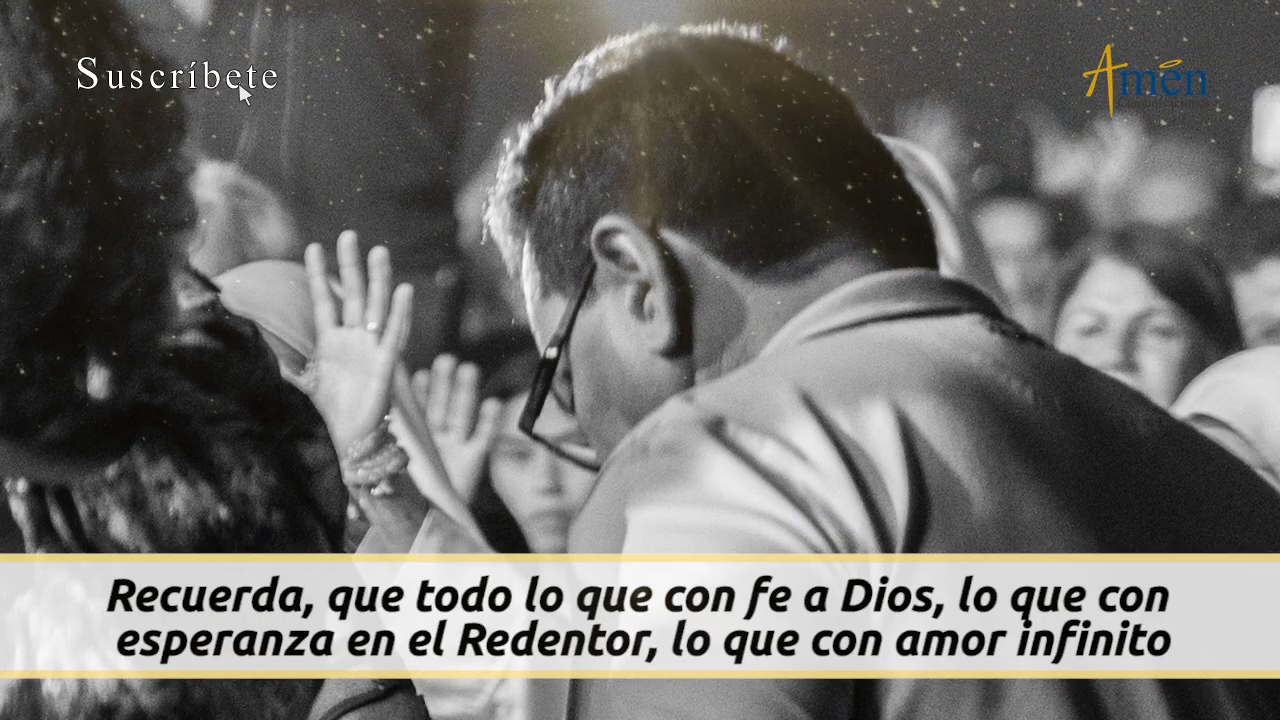 Suscríbete
Amén
Recuerda, que todo lo que con fe a Dios, lo que con
esperanza en el Redentor, lo que con amor infinito